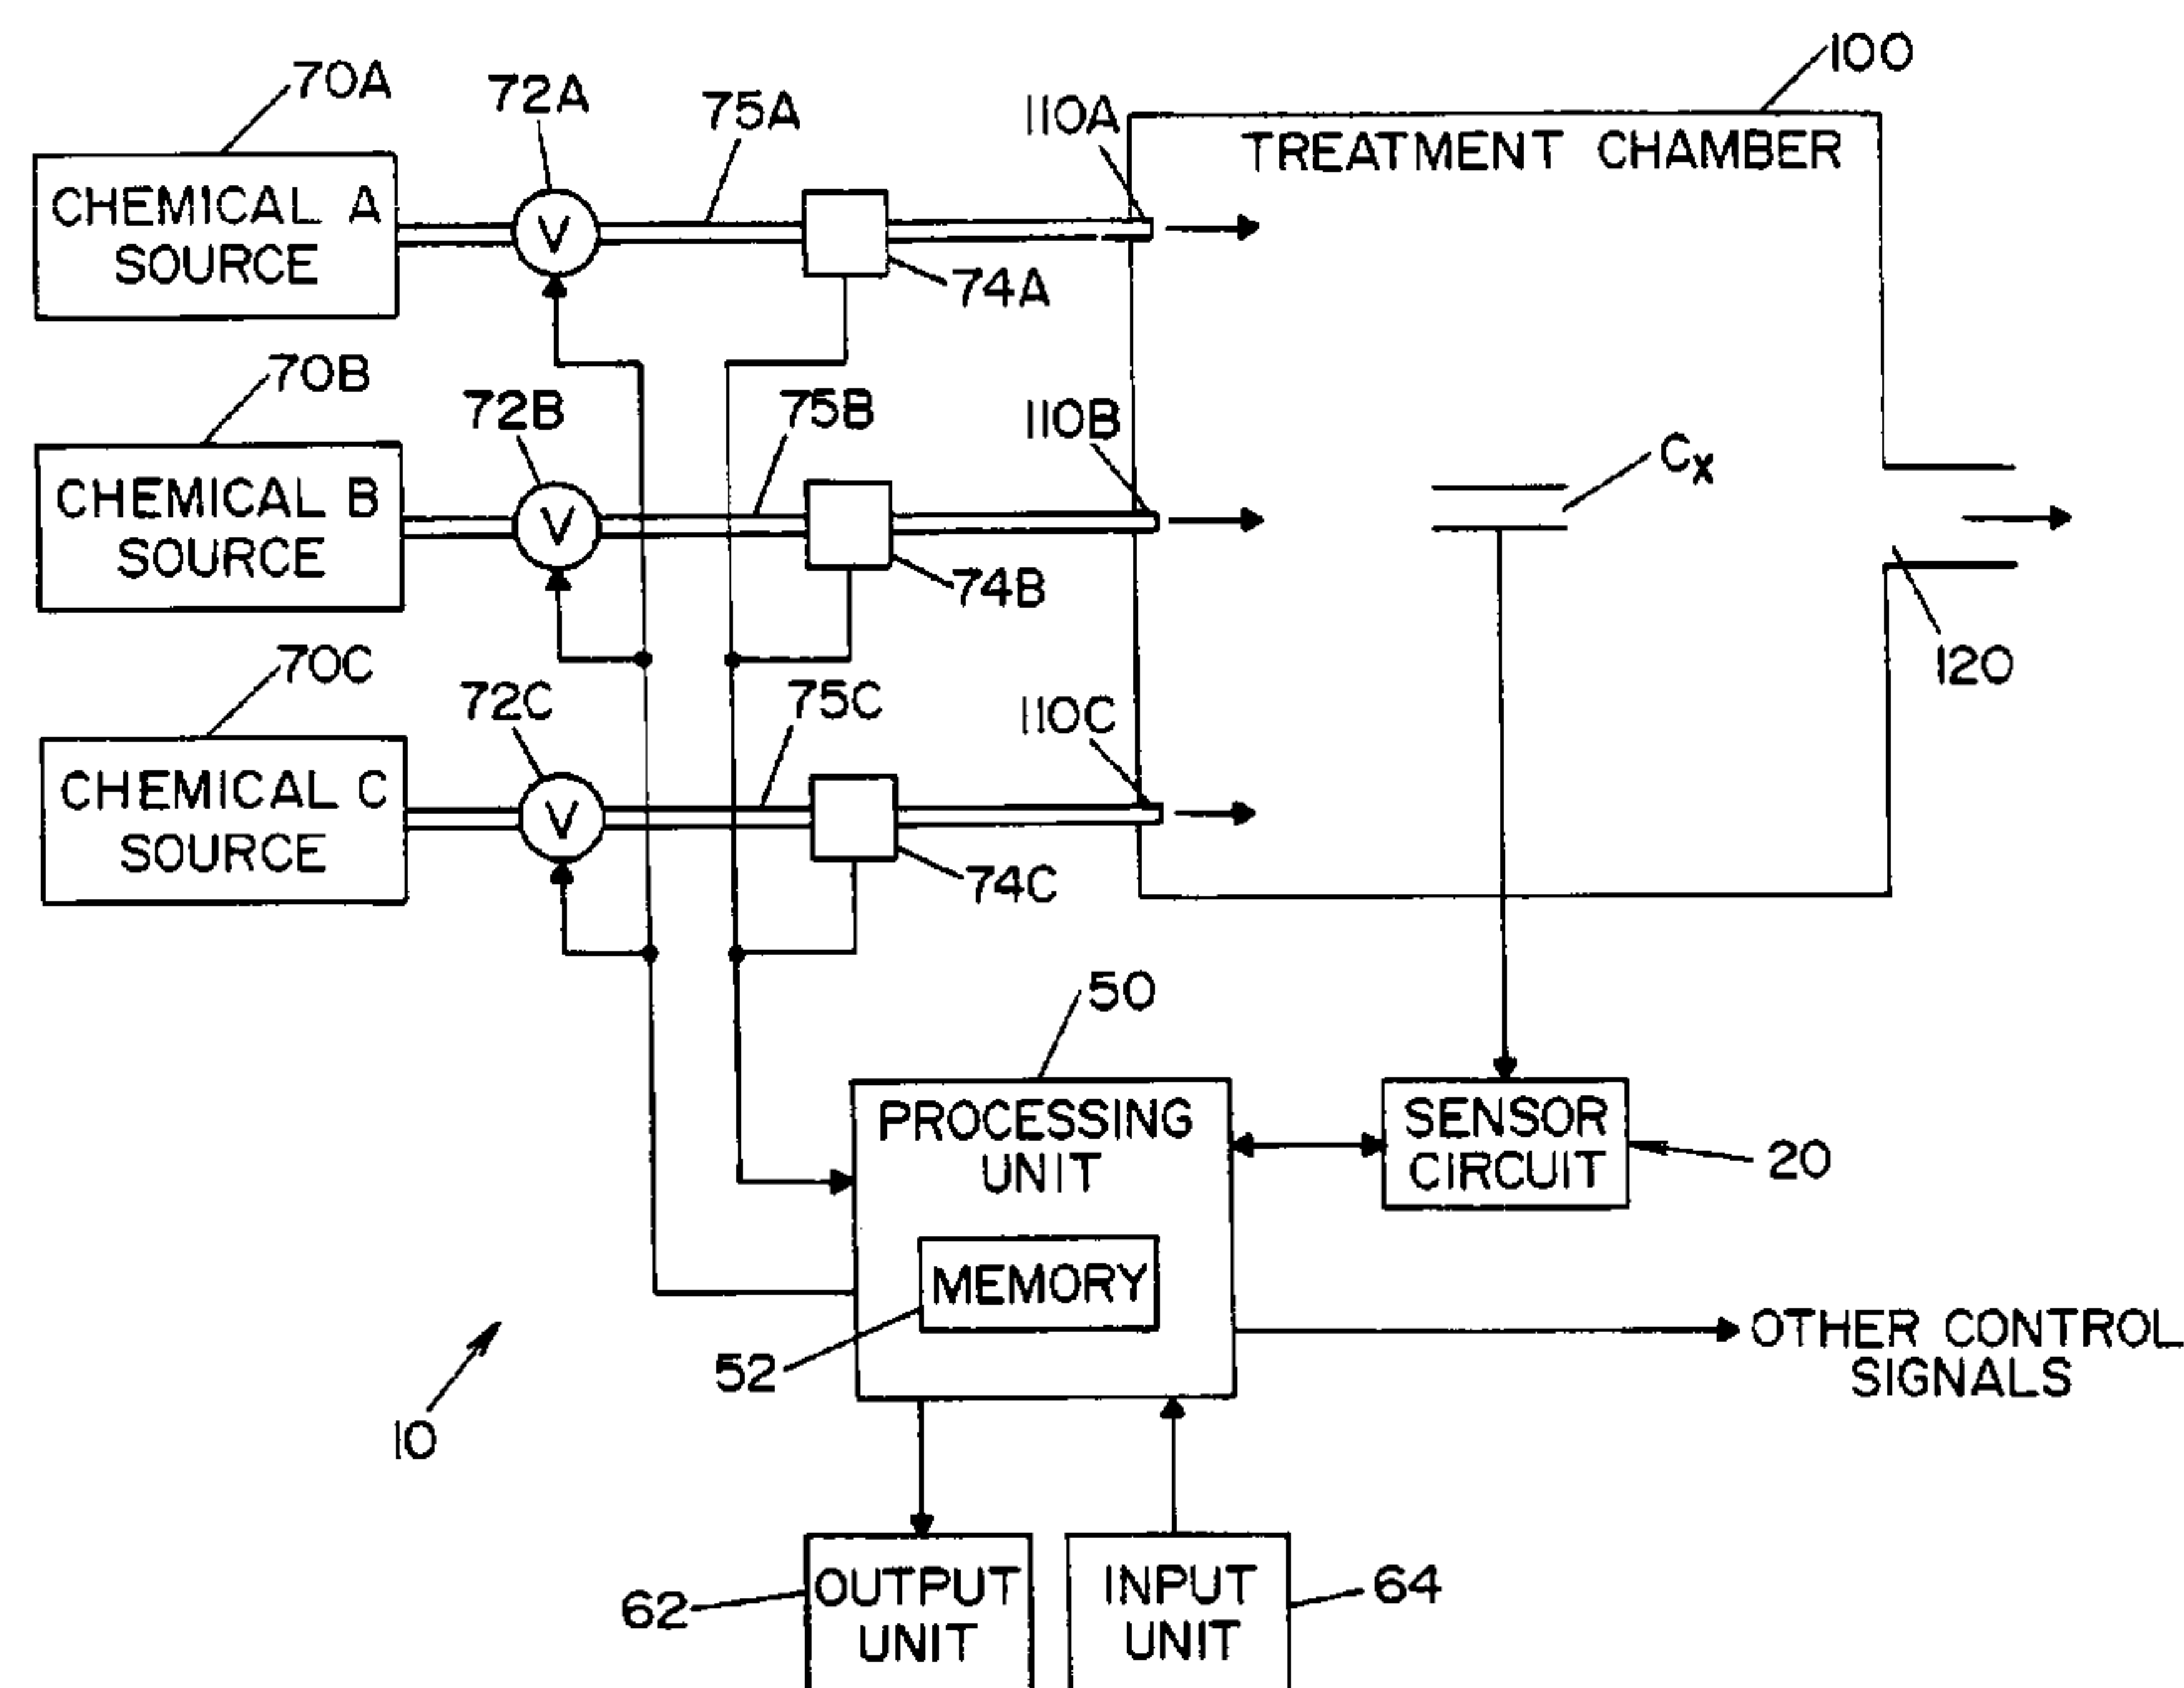 100
70A
72A
75A
110A
TREATMENT CHAMBER
CHEMICAL A
SOURCE
V
74A
70B
72B
75B
110B
Cx
CHEMICAL B
SOURCE
V
74B
120
70C
72C
75C
110C
CHEMICAL C
SOURCE
V
74C
50
PROCESSING
UNIT
SENSOR
CIRCUIT
20
MEMORY
52
OTHER CONTROL
SIGNALS
10
62
OUTPUT
UNIT
INPUT
UNIT
64